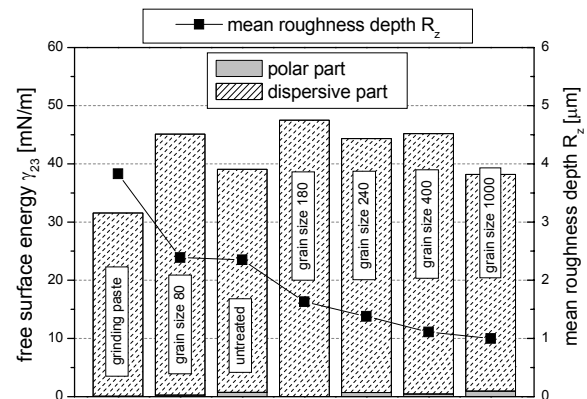 mean roughness depth R_z
polar part
dispersive part
free surface energy γ_23 [mN/m]
60
50
40
30
20
10
0
grinding paste
grain size 80
untreated
grain size 180
grain size 240
grain size 400
grain size 1000
6
5
4
3
2
1
0
mean roughness depth R_z [μm]